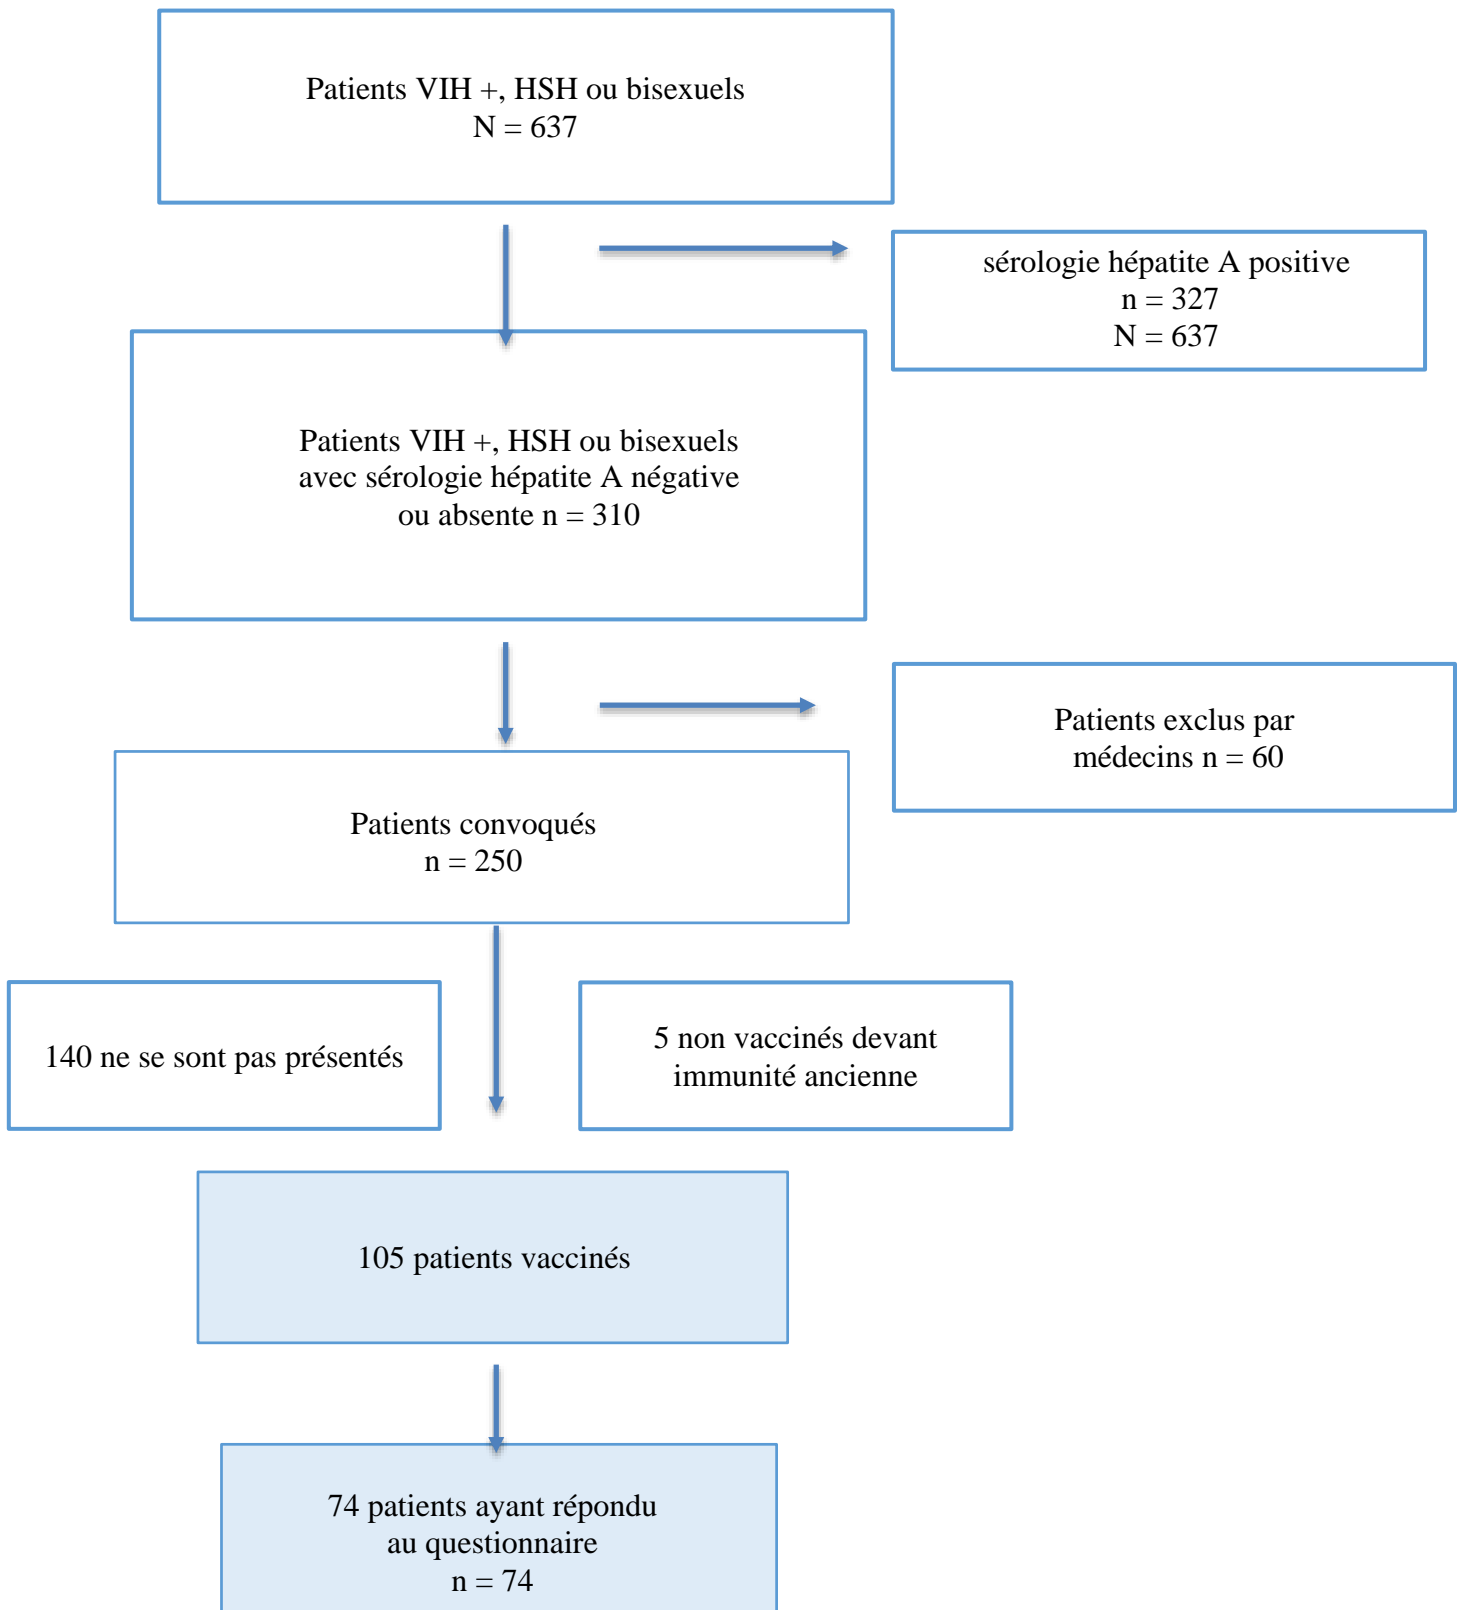 Patients VIH +, HSH ou bisexuels
N = 637
sérologie hépatite A positive
n = 327
N = 637
Patients VIH +, HSH ou bisexuels
avec sérologie hépatite A négative
ou absente n = 310
Patients exclus par
médecins n = 60
Patients convoqués
n = 250
140 ne se sont pas présentés
5 non vaccinés devant
immunité ancienne
105 patients vaccinés
74 patients ayant répondu
au questionnaire
n = 74